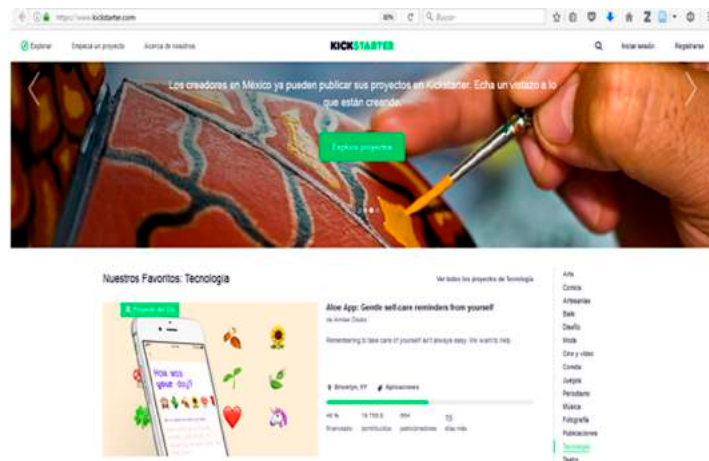 https://www.kickstarter.com
80%
Buscar
Explorar
Empieza un proyecto
Acerca de nosotros
KICKSTARTER
Iniciar sesión
Registrarse
Los creadores en México ya pueden publicar sus proyectos en Kickstarter. Echa un vistazo a lo
que están creando.
Explora proyectos
Nuestros Favoritos: Tecnología
Ver todos los proyectos de Tecnología
Proyecto del Día
How was
your day?
Aloe App: Gentle self-care reminders from yourself
de Amber
Remembering to take care of yourself isn't always easy. We want to help.
Brooklyn, NY
Aplicaciones
financiado
contribuidos
patrocinadores
días más
Arte
Comics
Artesanías
Baile
Diseño
Moda
Cine y video
Comida
Juegos
Periodismo
Música
Fotografía
Publicaciones
Tecnología
Teatro